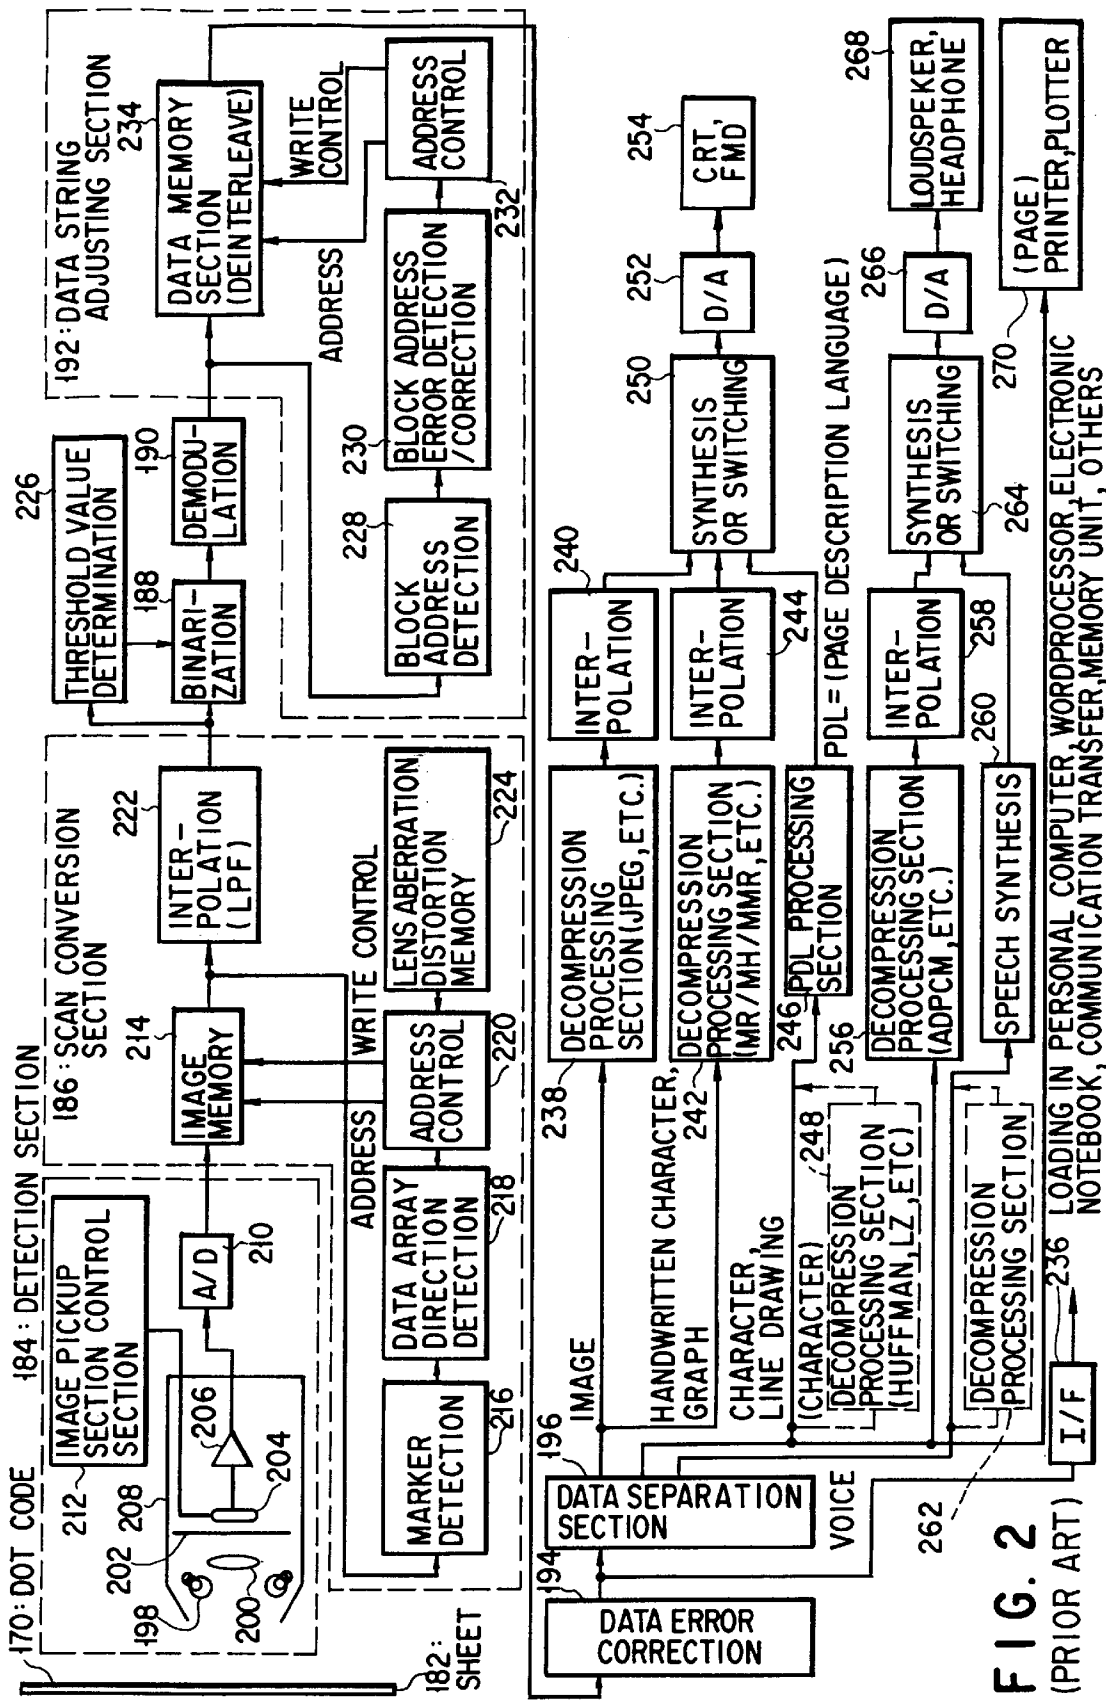 170: DOT CODE
182:
SHEET
184: DETECTION SECTION
IMAGE PICKUP
SECTION CONTROL
SECTION
212
208
202
198
200
206
204
A/D
210
186: SCAN CONVERSION
SECTION
214
IMAGE
MEMORY
222
INTER-
POLATION
(LPF)
ADDRESS
WRITE CONTROL
MARKER
DETECTION
216
DATA ARRAY
DIRECTION
DETECTION
218
ADDRESS
CONTROL
220
LENS ABERRATION
DISTORTION
MEMORY
224
226
THRESHOLD VALUE
DETERMINATION
188
BINARI-
ZATION
190
DEMODU-
LATION
192: DATA STRING
ADJUSTING SECTION
234
DATA MEMORY
SECTION
(DEINTERLEAVE)
ADDRESS
WRITE
CONTROL
228
BLOCK
ADDRESS
DETECTION
230
BLOCK ADDRESS
ERROR DETECTION
/CORRECTION
ADDRESS
CONTROL
232
194
DATA ERROR
CORRECTION
196
DATA SEPARATION
SECTION
IMAGE
238
DECOMPRESSION
PROCESSING
SECTION(JPEG,ETC.)
240
INTER-
POLATION
HANDWRITTEN CHARACTER,
GRAPH
242
DECOMPRESSION
PROCESSING SECTION
(MR/MH/MMR,ETC.)
INTER-
POLATION
244
CHARACTER,
LINE DRAWING
246
PDL PROCESSING
SECTION
PDL=(PAGE DESCRIPTION LANGUAGE)
(CHARACTER)
248
DECOMPRESSION
PROCESSING SECTION
(HUFFMAN,LZ,ETC)
250
SYNTHESIS
OR SWITCHING
252
D/A
254
CRT,
FMD
VOICE
256
DECOMPRESSION
PROCESSING SECTION
(ADPCM,ETC.)
INTER-
POLATION
258
260
SPEECH SYNTHESIS
262
DECOMPRESSION
PROCESSING SECTION
SYNTHESIS
OR SWITCHING
264
266
D/A
268
LOUDSPEKER,
HEADPHONE
270
(PAGE)
PRINTER,PLOTTER
I/F
236
LOADING IN PERSONAL COMPUTER, WORDPROCESSOR, ELECTRONIC
NOTEBOOK, COMMUNICATION TRANSFER, MEMORY UNIT, OTHERS
FIG. 2
(PRIOR ART)